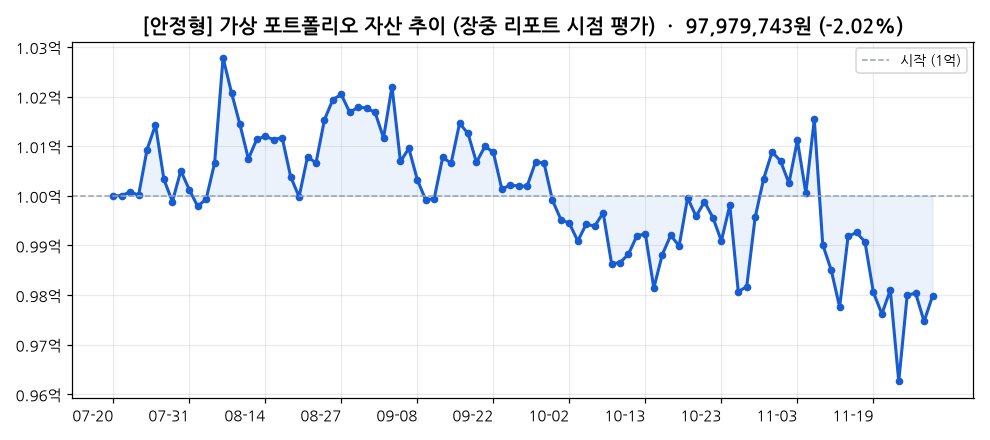 [안정형] 가상 포트폴리오 자산 추이 (장중 리포트 시점 평가) · 97,979,743원 (-2.02%)
시작 (1억)
1.03억
1.02억
1.01억
1.00억
0.99억
0.98억
0.97억
0.96억
07-20 07-31 08-14 08-27 09-08 09-22 10-02 10-13 10-23 11-03 11-19